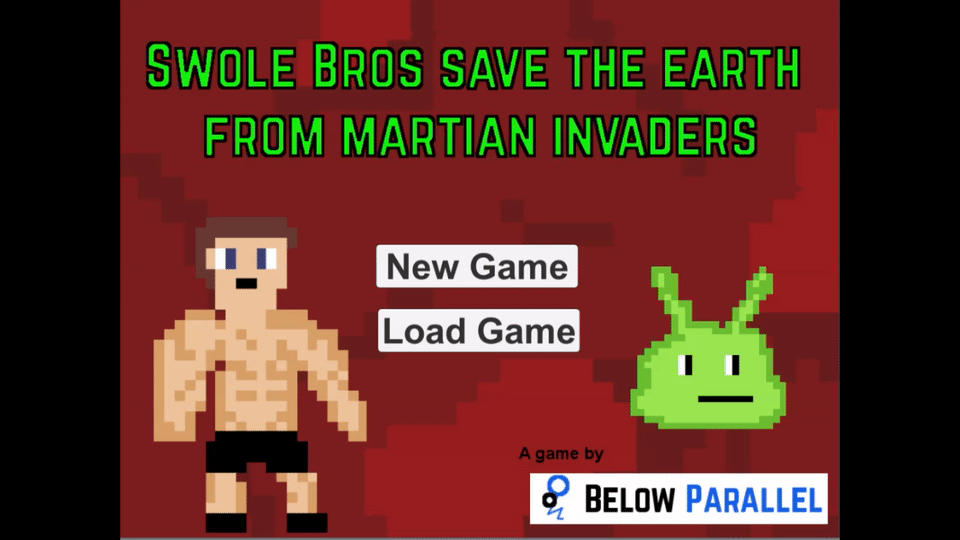 Swole Bros save the earth
from martian invaders
New Game
Load Game
A game by
Below Parallel